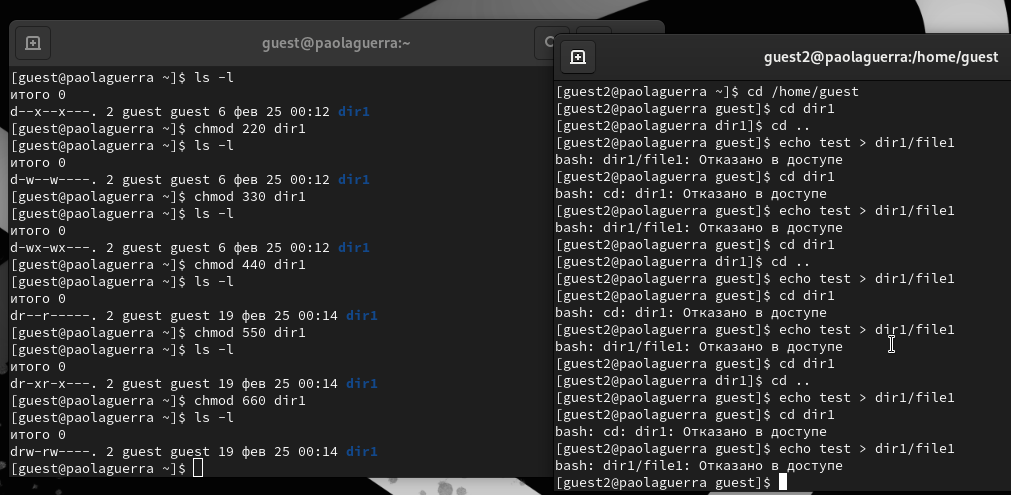 guest@paolaguerra:~
[guest@paolaguerra ~]$ ls -l
итого 0
d--x--x---. 2 guest guest 6 фев 25 00:12 dir1
[guest@paolaguerra ~]$ chmod 220 dir1
[guest@paolaguerra ~]$ ls -l
итого 0
d-w--w----. 2 guest guest 6 фев 25 00:12 dir1
[guest@paolaguerra ~]$ chmod 330 dir1
[guest@paolaguerra ~]$ ls -l
итого 0
d-wx-wx---. 2 guest guest 6 фев 25 00:12 dir1
[guest@paolaguerra ~]$ chmod 440 dir1
[guest@paolaguerra ~]$ ls -l
итого 0
dr--r-----. 2 guest guest 19 фев 25 00:14 dir1
[guest@paolaguerra ~]$ chmod 550 dir1
[guest@paolaguerra ~]$ ls -l
итого 0
dr-xr-x---. 2 guest guest 19 фев 25 00:14 dir1
[guest@paolaguerra ~]$ chmod 660 dir1
[guest@paolaguerra ~]$ ls -l
итого 0
drw-rw----. 2 guest guest 19 фев 25 00:14 dir1
[guest@paolaguerra ~]$
guest2@paolaguerra:/home/guest
[guest2@paolaguerra ~]$ cd /home/guest
[guest2@paolaguerra guest]$ cd dir1
[guest2@paolaguerra dir1]$ cd ..
[guest2@paolaguerra guest]$ echo test > dir1/file1
bash: dir1/file1: Отказано в доступе
[guest2@paolaguerra guest]$ cd dir1
bash: cd: dir1: Отказано в доступе
[guest2@paolaguerra guest]$ echo test > dir1/file1
bash: dir1/file1: Отказано в доступе
[guest2@paolaguerra guest]$ cd dir1
[guest2@paolaguerra dir1]$ cd ..
[guest2@paolaguerra guest]$ echo test > dir1/file1
[guest2@paolaguerra guest]$ cd dir1
bash: cd: dir1: Отказано в доступе
[guest2@paolaguerra guest]$ echo test > dir1/file1
bash: dir1/file1: Отказано в доступе
[guest2@paolaguerra guest]$ cd dir1
[guest2@paolaguerra dir1]$ cd ..
[guest2@paolaguerra guest]$ echo test > dir1/file1
[guest2@paolaguerra guest]$ cd dir1
bash: cd: dir1: Отказано в доступе
[guest2@paolaguerra guest]$ echo test > dir1/file1
bash: dir1/file1: Отказано в доступе
[guest2@paolaguerra guest]$